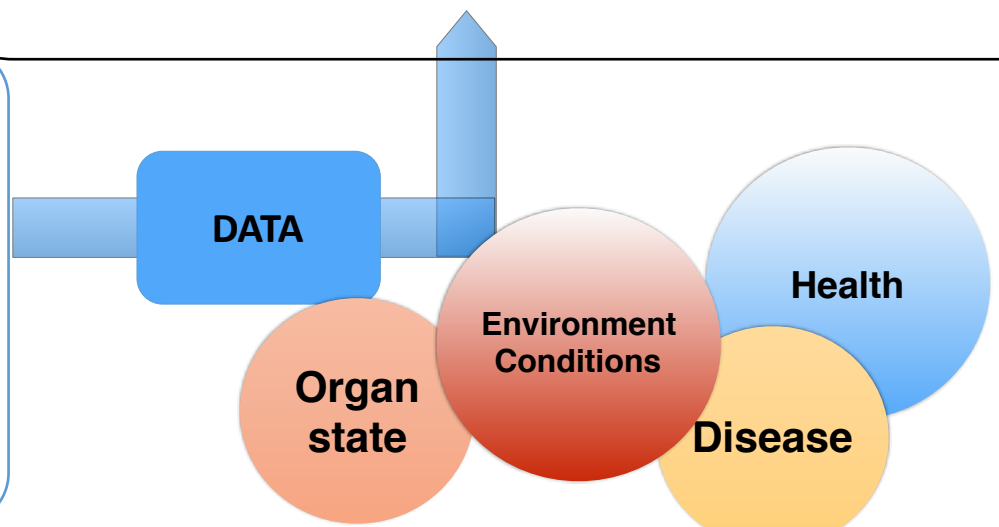 DATA
Health
Environment
Conditions
Organ
state
Disease